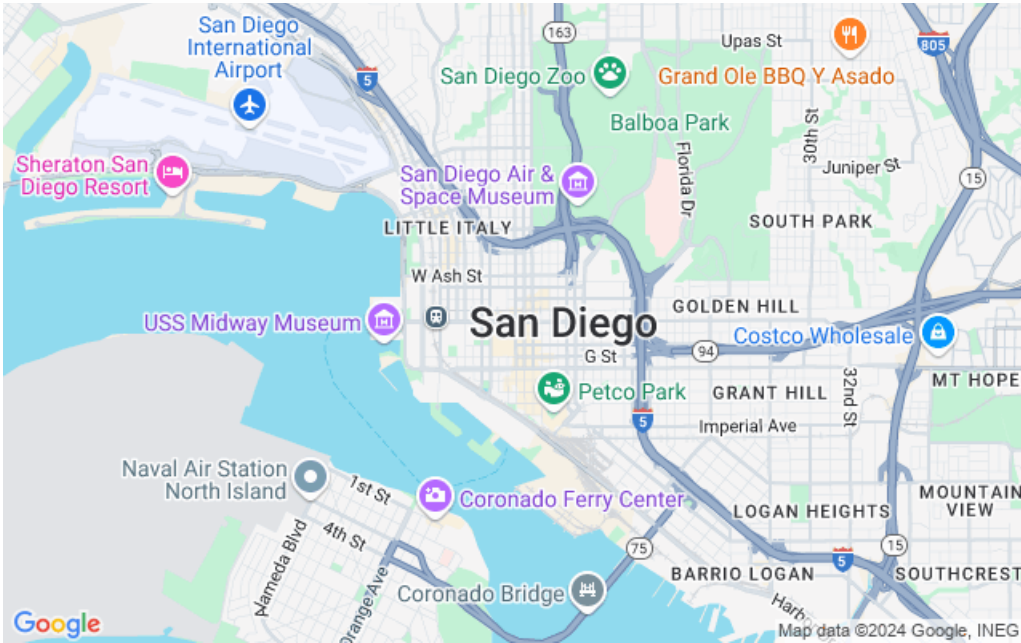 San Diego
International
Airport
5
163
Upas St
805
San Diego Zoo
Grand Ole BBQ Y Asado
Balboa Park
30th St
Florida Dr
Juniper St
15
Sheraton San
Diego Resort
San Diego Air &
Space Museum
LITTLE ITALY
SOUTH PARK
W Ash St
GOLDEN HILL
USS Midway Museum
San Diego
Costco Wholesale
G St
94
MT HOPE
Petco Park
GRANT HILL
32nd St
5
Imperial Ave
Naval Air Station
North Island
1st St
Coronado Ferry Center
MOUNTAIN
VIEW
LOGAN HEIGHTS
4th St
Alameda Blvd
Orange Ave
75
15
5
BARRIO LOGAN
SOUTHCREST
Coronado Bridge
Google
Map data ©2024 Google, INEG